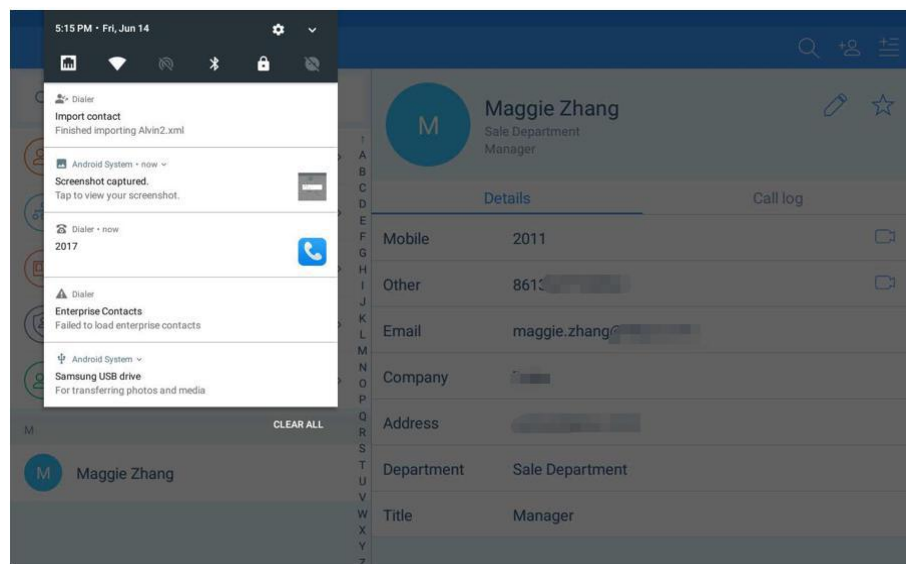 5:15 PM • Fri, Jun 14
Dialer
Import contact
Finished importing Alvin2.xml
Android System • now
Screenshot captured.
Tap to view your screenshot.
Dialer • now
2017
Dialer
Enterprise Contacts
Failed to load enterprise contacts
Android System
Samsung USB drive
For transferring photos and media
CLEAR ALL
M
M Maggie Zhang
↑
A
B
C
D
E
F
G
H
I
J
K
L
M
N
O
P
Q
R
S
T
U
V
W
X
Y
Z
M
Maggie Zhang
Sale Department
Manager
Details Call log
Mobile 2011
Other 861
Email maggie.zhang@
Company
Address
Department Sale Department
Title Manager